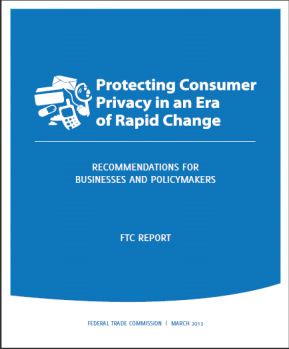 Protecting Consumer
Privacy in an Era
of Rapid Change
RECOMMENDATIONS FOR
BUSINESSES AND POLICYMAKERS
FTC REPORT
FEDERAL TRADE COMMISSION | MARCH 2012